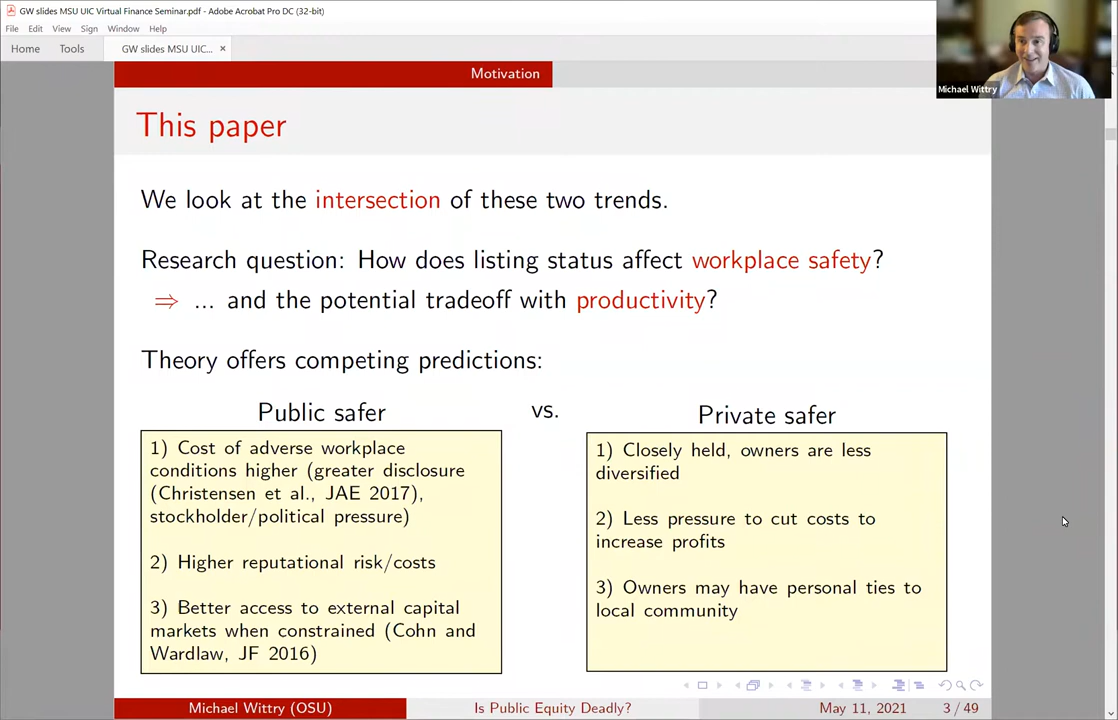 GW slides MSU UIC Virtual Finance Seminar.pdf - Adobe Acrobat Pro DC (32-bit)
File Edit View Sign Window Help
Home Tools GW slides MSU UIC... ×
Michael Wittry
Motivation
This paper
We look at the intersection of these two trends.
Research question: How does listing status affect workplace safety?
⇒ ... and the potential tradeoff with productivity?
Theory offers competing predictions:
Public safer vs. Private safer
1) Cost of adverse workplace
conditions higher (greater disclosure
(Christensen et al., JAE 2017),
stockholder/political pressure)
2) Higher reputational risk/costs
3) Better access to external capital
markets when constrained (Cohn and
Wardlaw, JF 2016)
1) Closely held, owners are less
diversified
2) Less pressure to cut costs to
increase profits
3) Owners may have personal ties to
local community
Michael Wittry (OSU) Is Public Equity Deadly? May 11, 2021 3 / 49